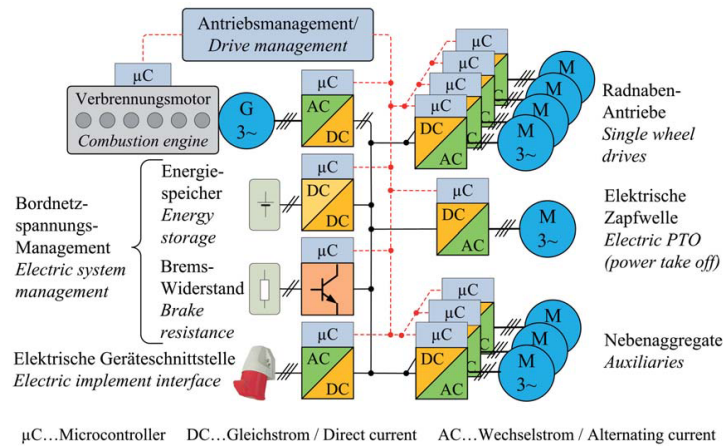 Antriebsmanagement/
Drive management
µC
Verbrennungsmotor
Combustion engine
G
3~
µC
AC
DC
µC
µC
µC
µC
DC
AC
C
C
C
M
M
M
M
3~
Radnaben-
Antriebe
Single wheel
drives
Bordnetz-
spannungs-
Management
Electric system
management
Energie-
speicher
Energy
storage
µC
DC
DC
µC
DC
AC
M
3~
Elektrische
Zapfwelle
Electric PTO
(power take off)
Brems-
Widerstand
Brake
resistance
µC
Elektrische Geräteschnittstelle
Electric implement interface
µC
AC
DC
µC
µC
µC
DC
AC
C
C
M
M
M
3~
Nebenaggregate
Auxiliaries
µC…Microcontroller DC…Gleichstrom / Direct current AC…Wechselstrom / Alternating current